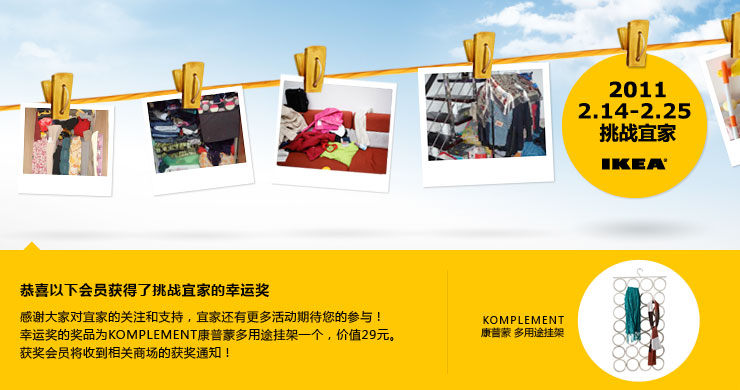 2011
2.14-2.25
挑战宜家
IKEA®
恭喜以下会员获得了挑战宜家的幸运奖
感谢大家对宜家的关注和支持，宜家还有更多活动期待您的参与！
幸运奖的奖品为KOMPLEMENT康普蒙多用途挂架一个，价值29元。
获奖会员将收到相关商场的获奖通知！
KOMPLEMENT
康普蒙 多用途挂架